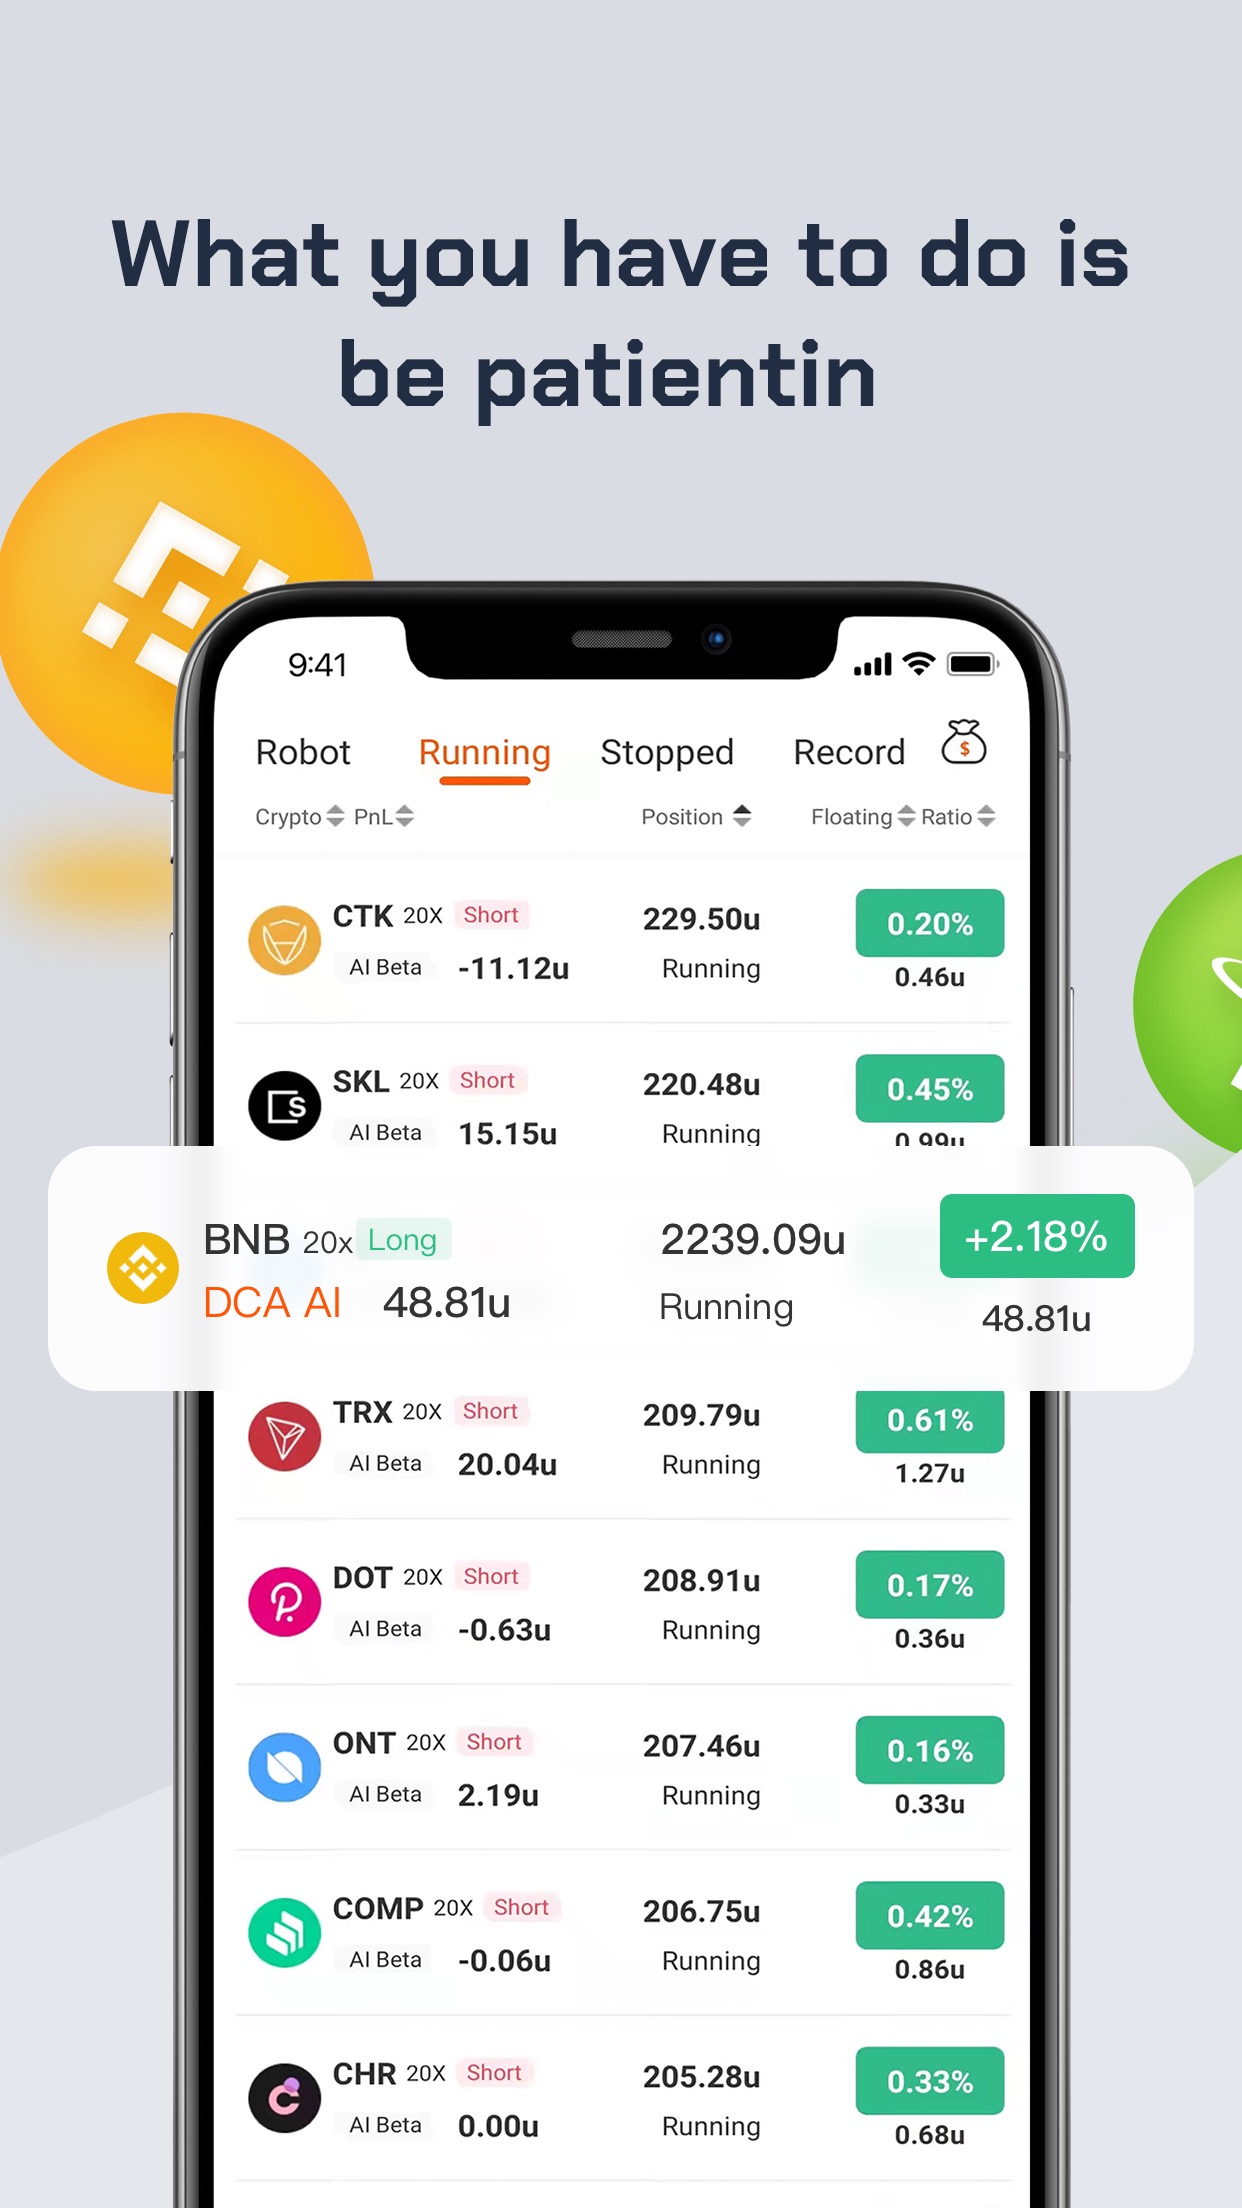 What you have to do is
be patientin
9:41
Robot Running Stopped Record $
Crypto PnL Position Floating Ratio
CTK 20X Short 229.50u 0.20%
AI Beta -11.12u Running 0.46u
SKL 20X Short 220.48u 0.45%
AI Beta 15.15u Running 0.99u
BNB 20x Long 2239.09u +2.18%
DCA AI 48.81u Running 48.81u
TRX 20X Short 209.79u 0.61%
AI Beta 20.04u Running 1.27u
DOT 20X Short 208.91u 0.17%
AI Beta -0.63u Running 0.36u
ONT 20X Short 207.46u 0.16%
AI Beta 2.19u Running 0.33u
COMP 20X Short 206.75u 0.42%
AI Beta -0.06u Running 0.86u
CHR 20X Short 205.28u 0.33%
AI Beta 0.00u Running 0.68u